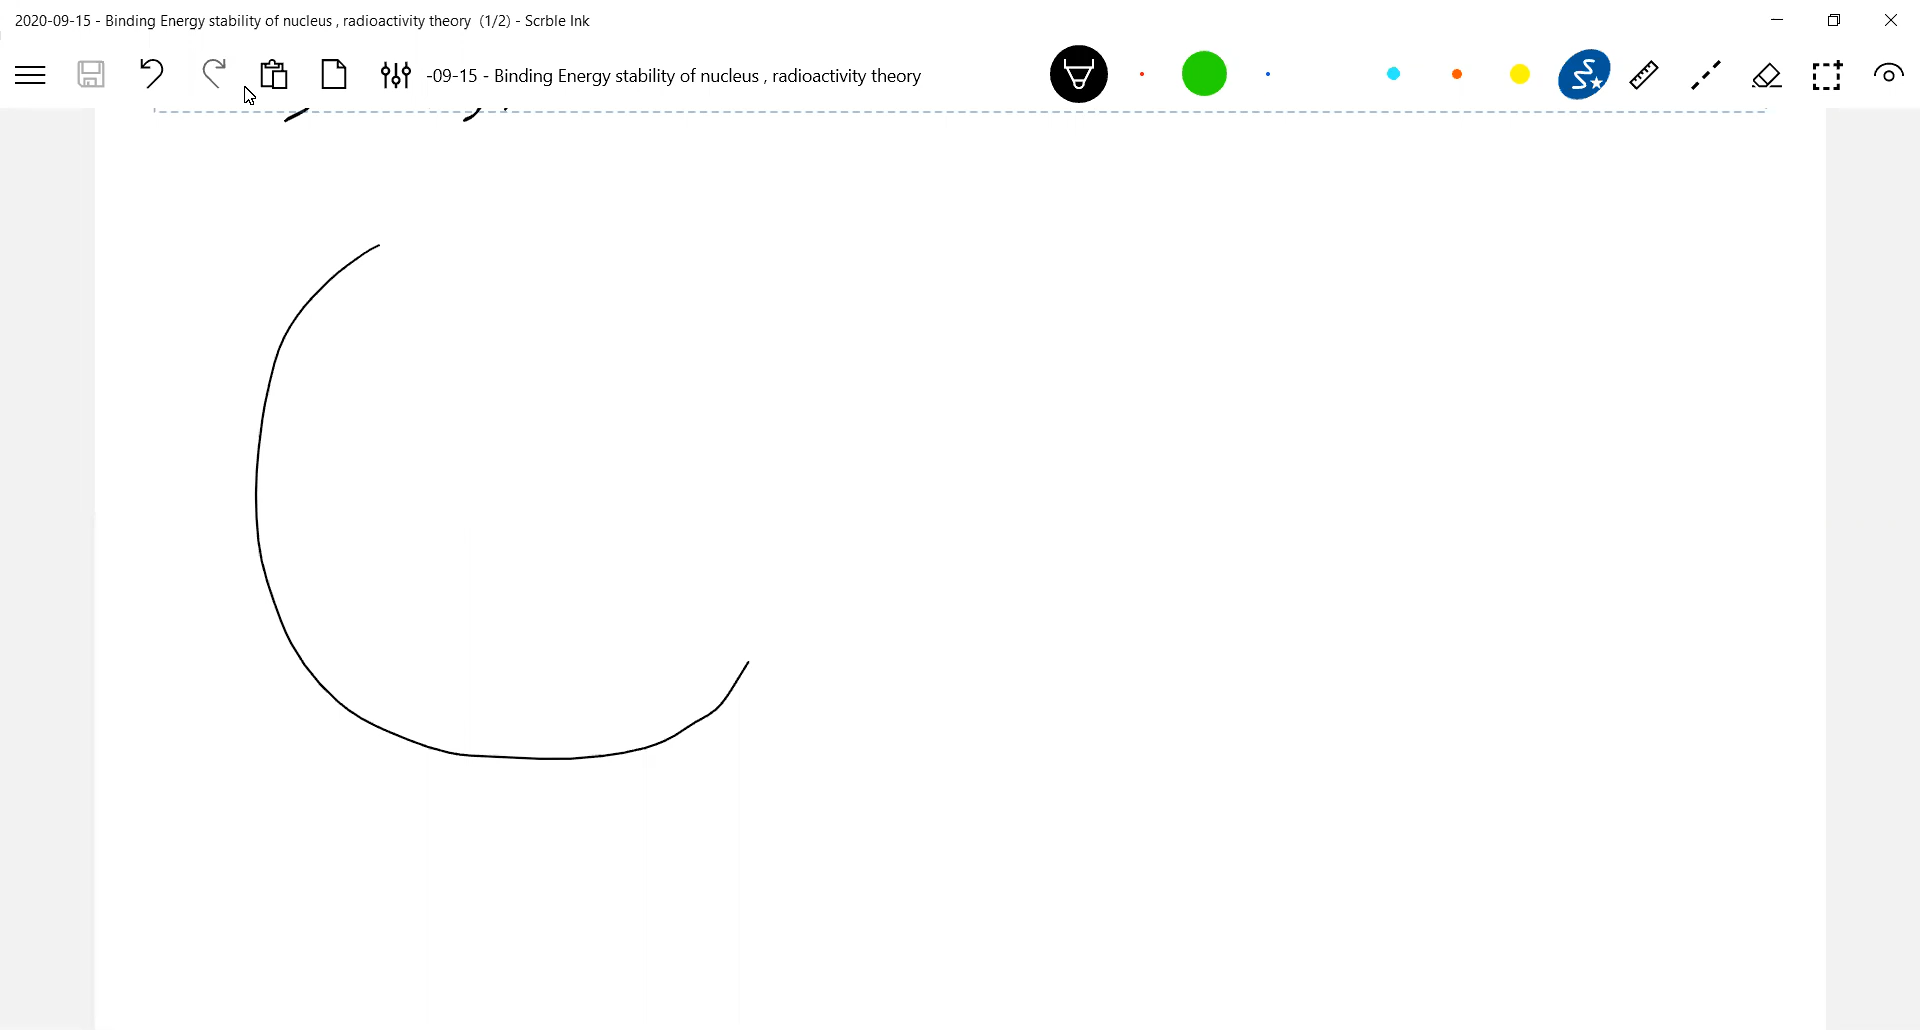 2020-09-15 - Binding Energy stability of nucleus , radioactivity theory (1/2) - Scrble Ink
-09-15 - Binding Energy stability of nucleus , radioactivity theory